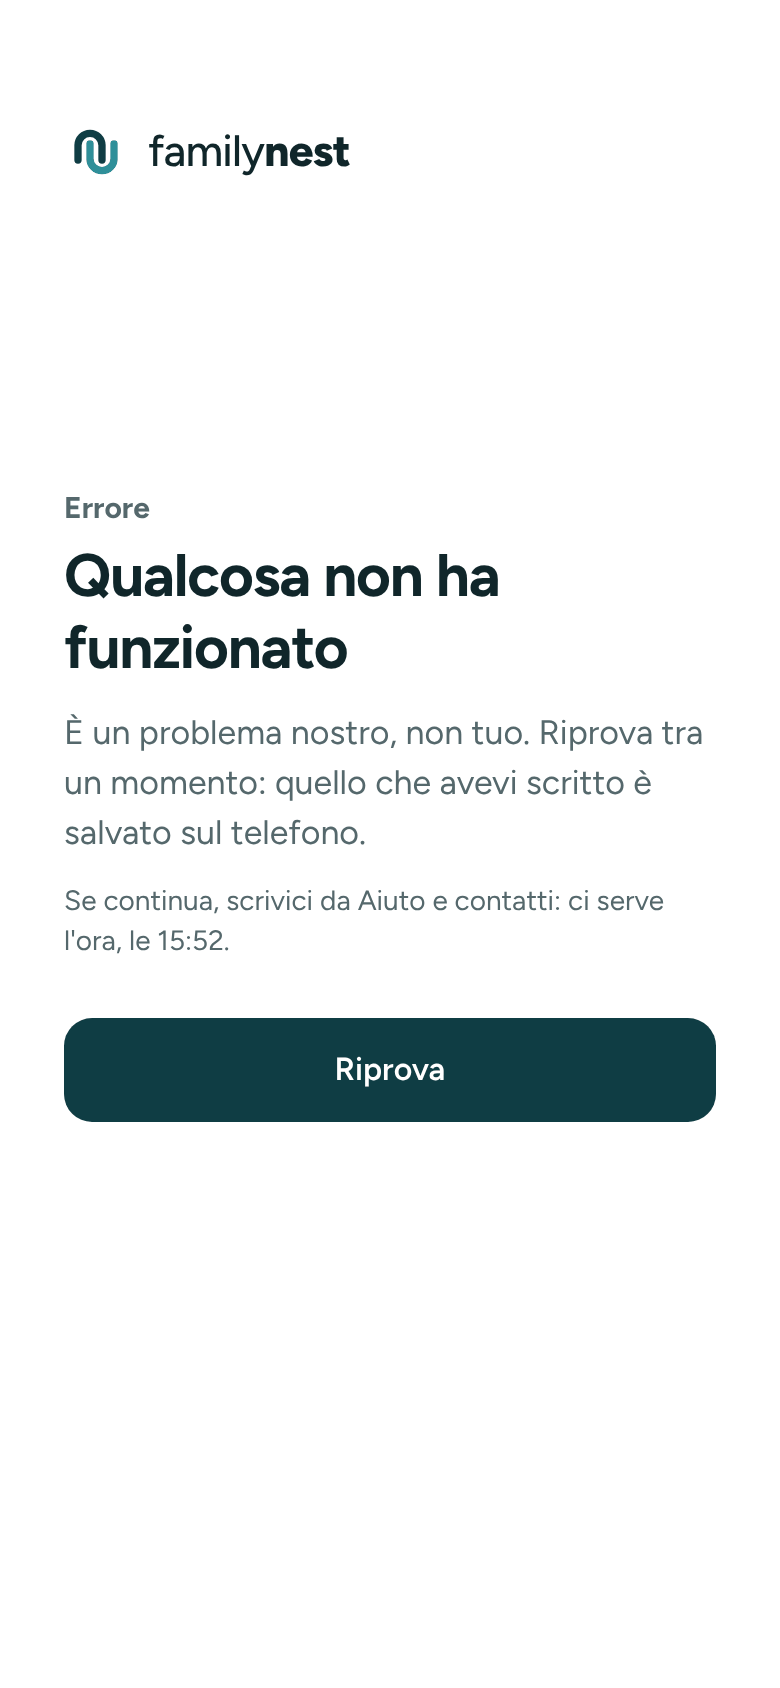 familynest
Errore
Qualcosa non ha
funzionato
È un problema nostro, non tuo. Riprova tra
un momento: quello che avevi scritto è
salvato sul telefono.
Se continua, scrivici da Aiuto e contatti: ci serve
l'ora, le 15:52.
Riprova